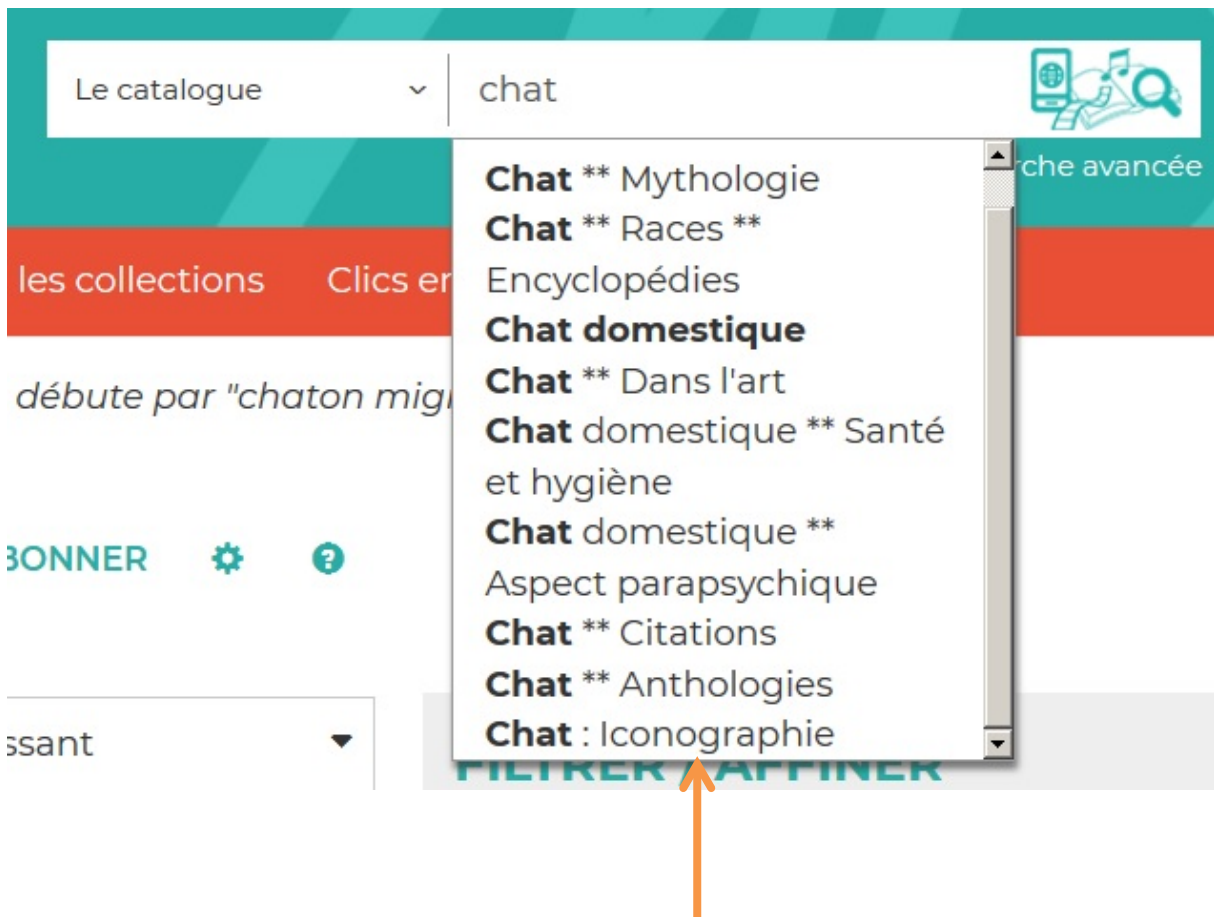 Le catalogue
chat
rche avancée
Chat ** Mythologie
Chat ** Races **
Encyclopédies
Chat domestique
Chat ** Dans l'art
Chat domestique ** Santé
et hygiène
Chat domestique **
Aspect parapsychique
Chat ** Citations
Chat ** Anthologies
Chat : Iconographie
les collections Clics er
débute par "chaton migr
BONNER
ssant
FILTRER / AFFINER